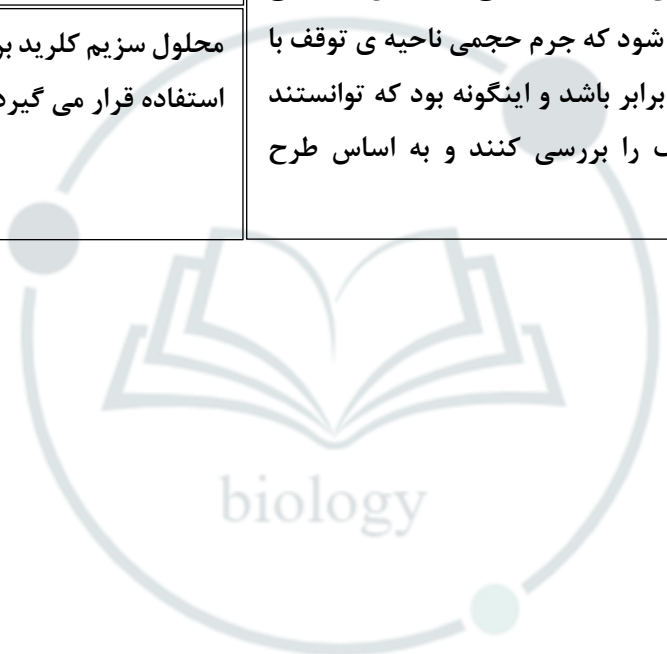 محلول سزیم کلرید بر
استفاده قرار می گیرد
شود که جرم حجمی ناحیه ی توقف با
برابر باشد و اینگونه بود که توانستند
را بررسی کنند و به اساس طرح
biology